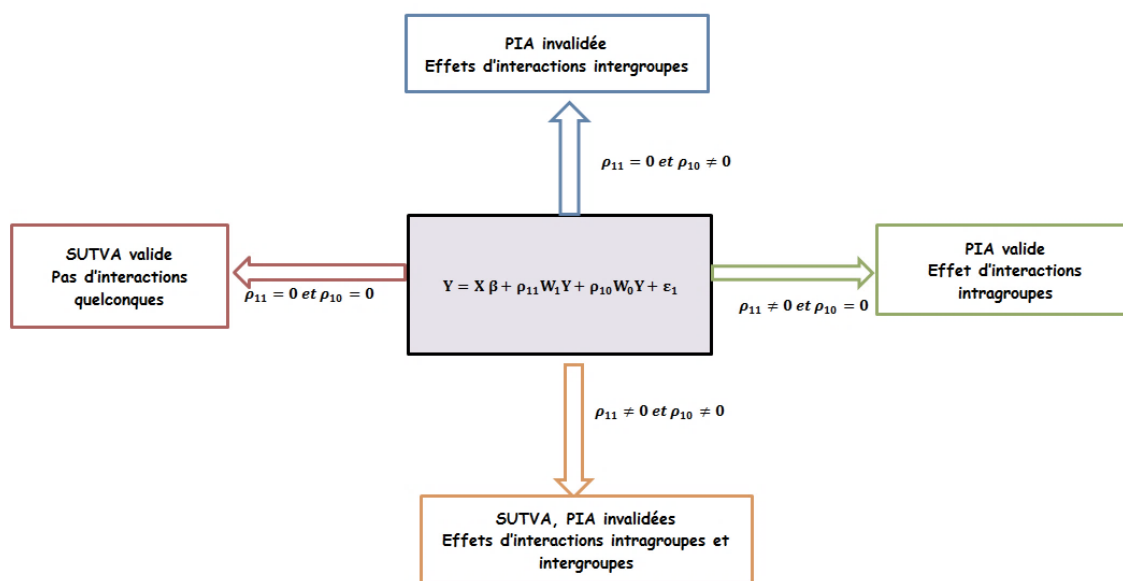 PIA invalidée
Effets d'interactions intergroupes
ρ₁₁ = 0 et ρ₁₀ ≠ 0
SUTVA valide
Pas d'interactions
quelconques
ρ₁₁ = 0 et ρ₁₀ = 0
Y = X β + ρ₁₁W₁Y + ρ₁₀W₀Y + ε₁
PIA valide
Effet d'interactions
intragroupes
ρ₁₁ ≠ 0 et ρ₁₀ = 0
ρ₁₁ ≠ 0 et ρ₁₀ ≠ 0
SUTVA, PIA invalidées
Effets d'interactions intragroupes et
intergroupes